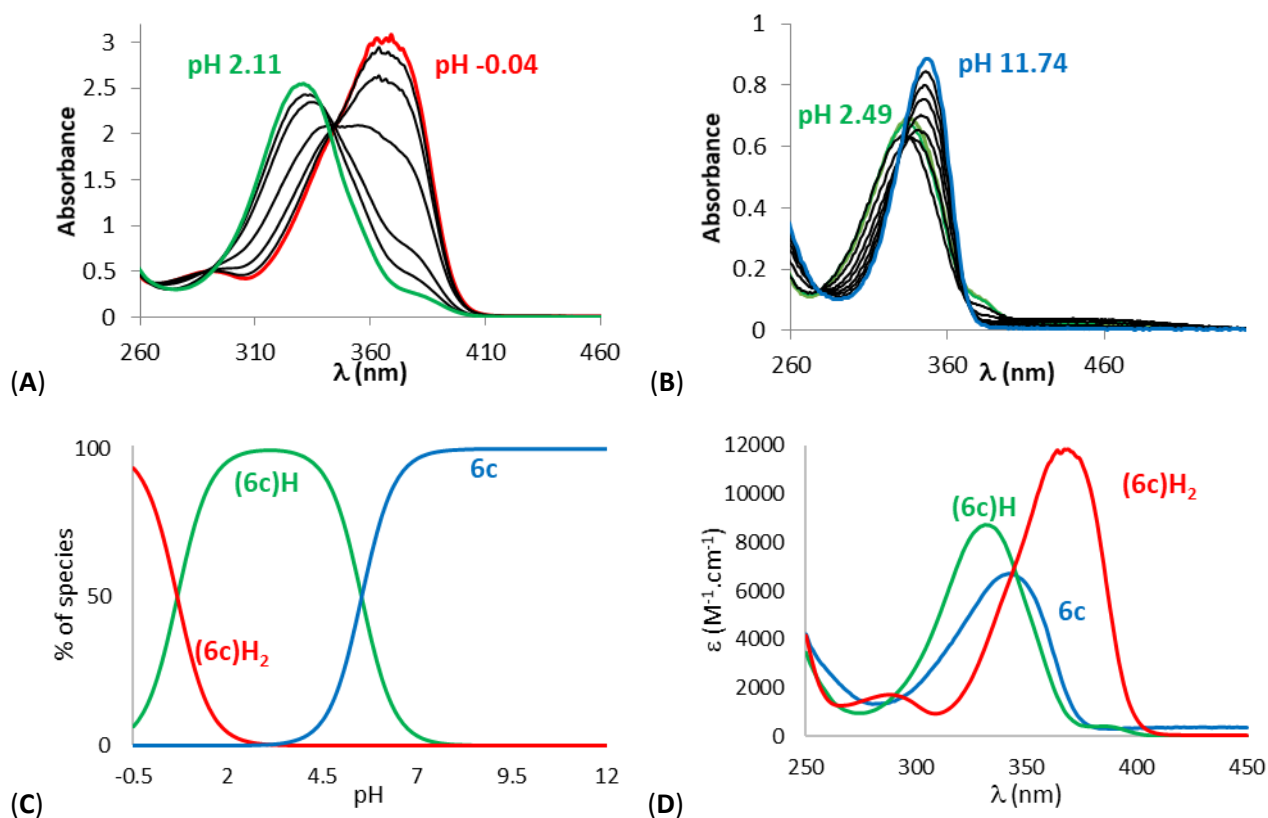 pH 2.11
pH -0.04
Absorbance
3
2.5
2
1.5
1
0.5
0
260
310
360
410
460
λ (nm)
(A)
pH 11.74
pH 2.49
Absorbance
1
0.8
0.6
0.4
0.2
0
260
360
460
λ (nm)
(B)
(6c)H
6c
(6c)H₂
% of species
100
50
0
-0.5
2
4.5
7
9.5
12
pH
(C)
(6c)H₂
(6c)H
6c
ε (M⁻¹.cm⁻¹)
12000
10000
8000
6000
4000
2000
0
250
300
350
400
450
λ (nm)
(D)